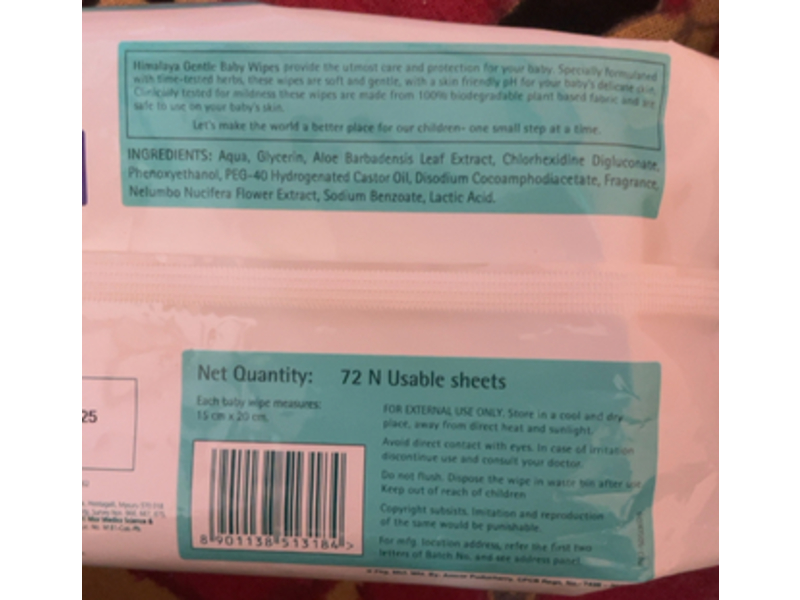 Himalaya Gentle Baby Wipes provide the utmost care and protection for your baby. Specially formulated
with time-tested herbs, these wipes are soft and gentle, with a skin friendly pH for your baby's delicate skin.
Clinically tested for mildness these wipes are made from 100% biodegradable plant based fabric and are
safe to use on your baby's skin.
Let's make the world a better place for our children- one small step at a time.
INGREDIENTS: Aqua, Glycerin, Aloe Barbadensis Leaf Extract, Chlorhexidine Digluconate,
Phenoxyethanol, PEG-40 Hydrogenated Castor Oil, Disodium Cocoamphodiacetate, Fragrance,
Nelumbo Nucifera Flower Extract, Sodium Benzoate, Lactic Acid.
Net Quantity: 72 N Usable sheets
Each baby wipe measures:
15 cm x 20 cm.
25
FOR EXTERNAL USE ONLY. Store in a cool and dry
place, away from direct heat and sunlight.
Avoid direct contact with eyes. In case of irritation
discontinue use and consult your doctor.
Do not flush. Dispose the wipe in waste bin after use.
Keep out of reach of children
Copyright subsists. Imitation and reproduction
of the same would be punishable.
For mfg. location address, refer the first two
letters of Batch No. and see address panel.
8 901138 513184 >